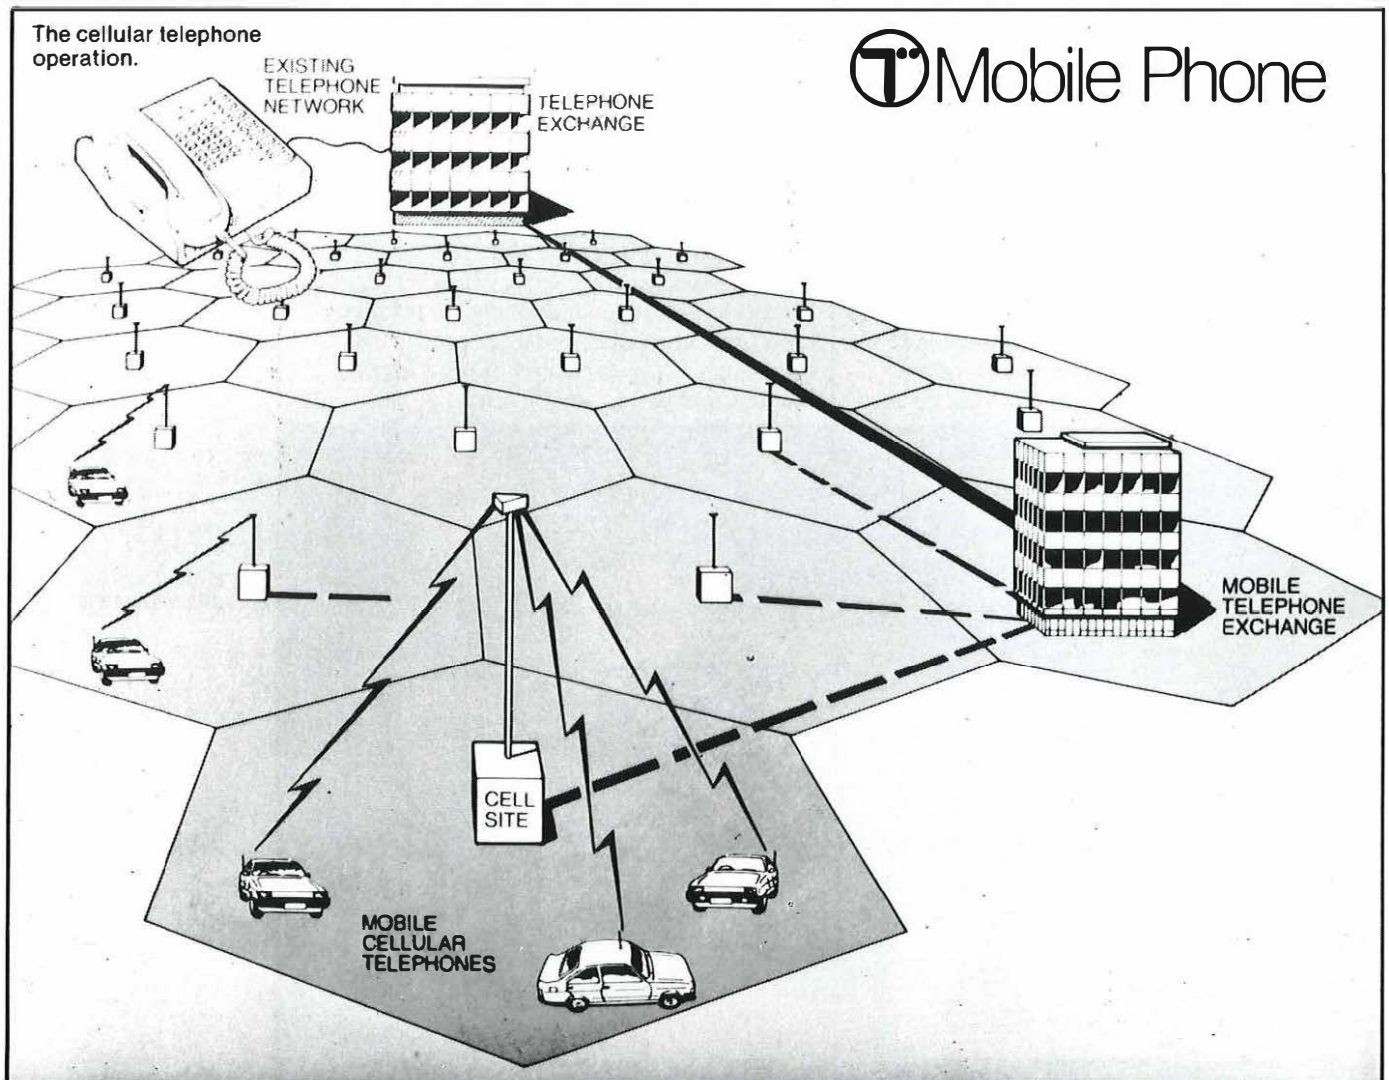 The cellular telephone
operation.
EXISTING
TELEPHONE
NETWORK
TELEPHONE
EXCHANGE
T Mobile Phone
MOBILE
TELEPHONE
EXCHANGE
CELL
SITE
MOBILE
CELLULAR
TELEPHONES